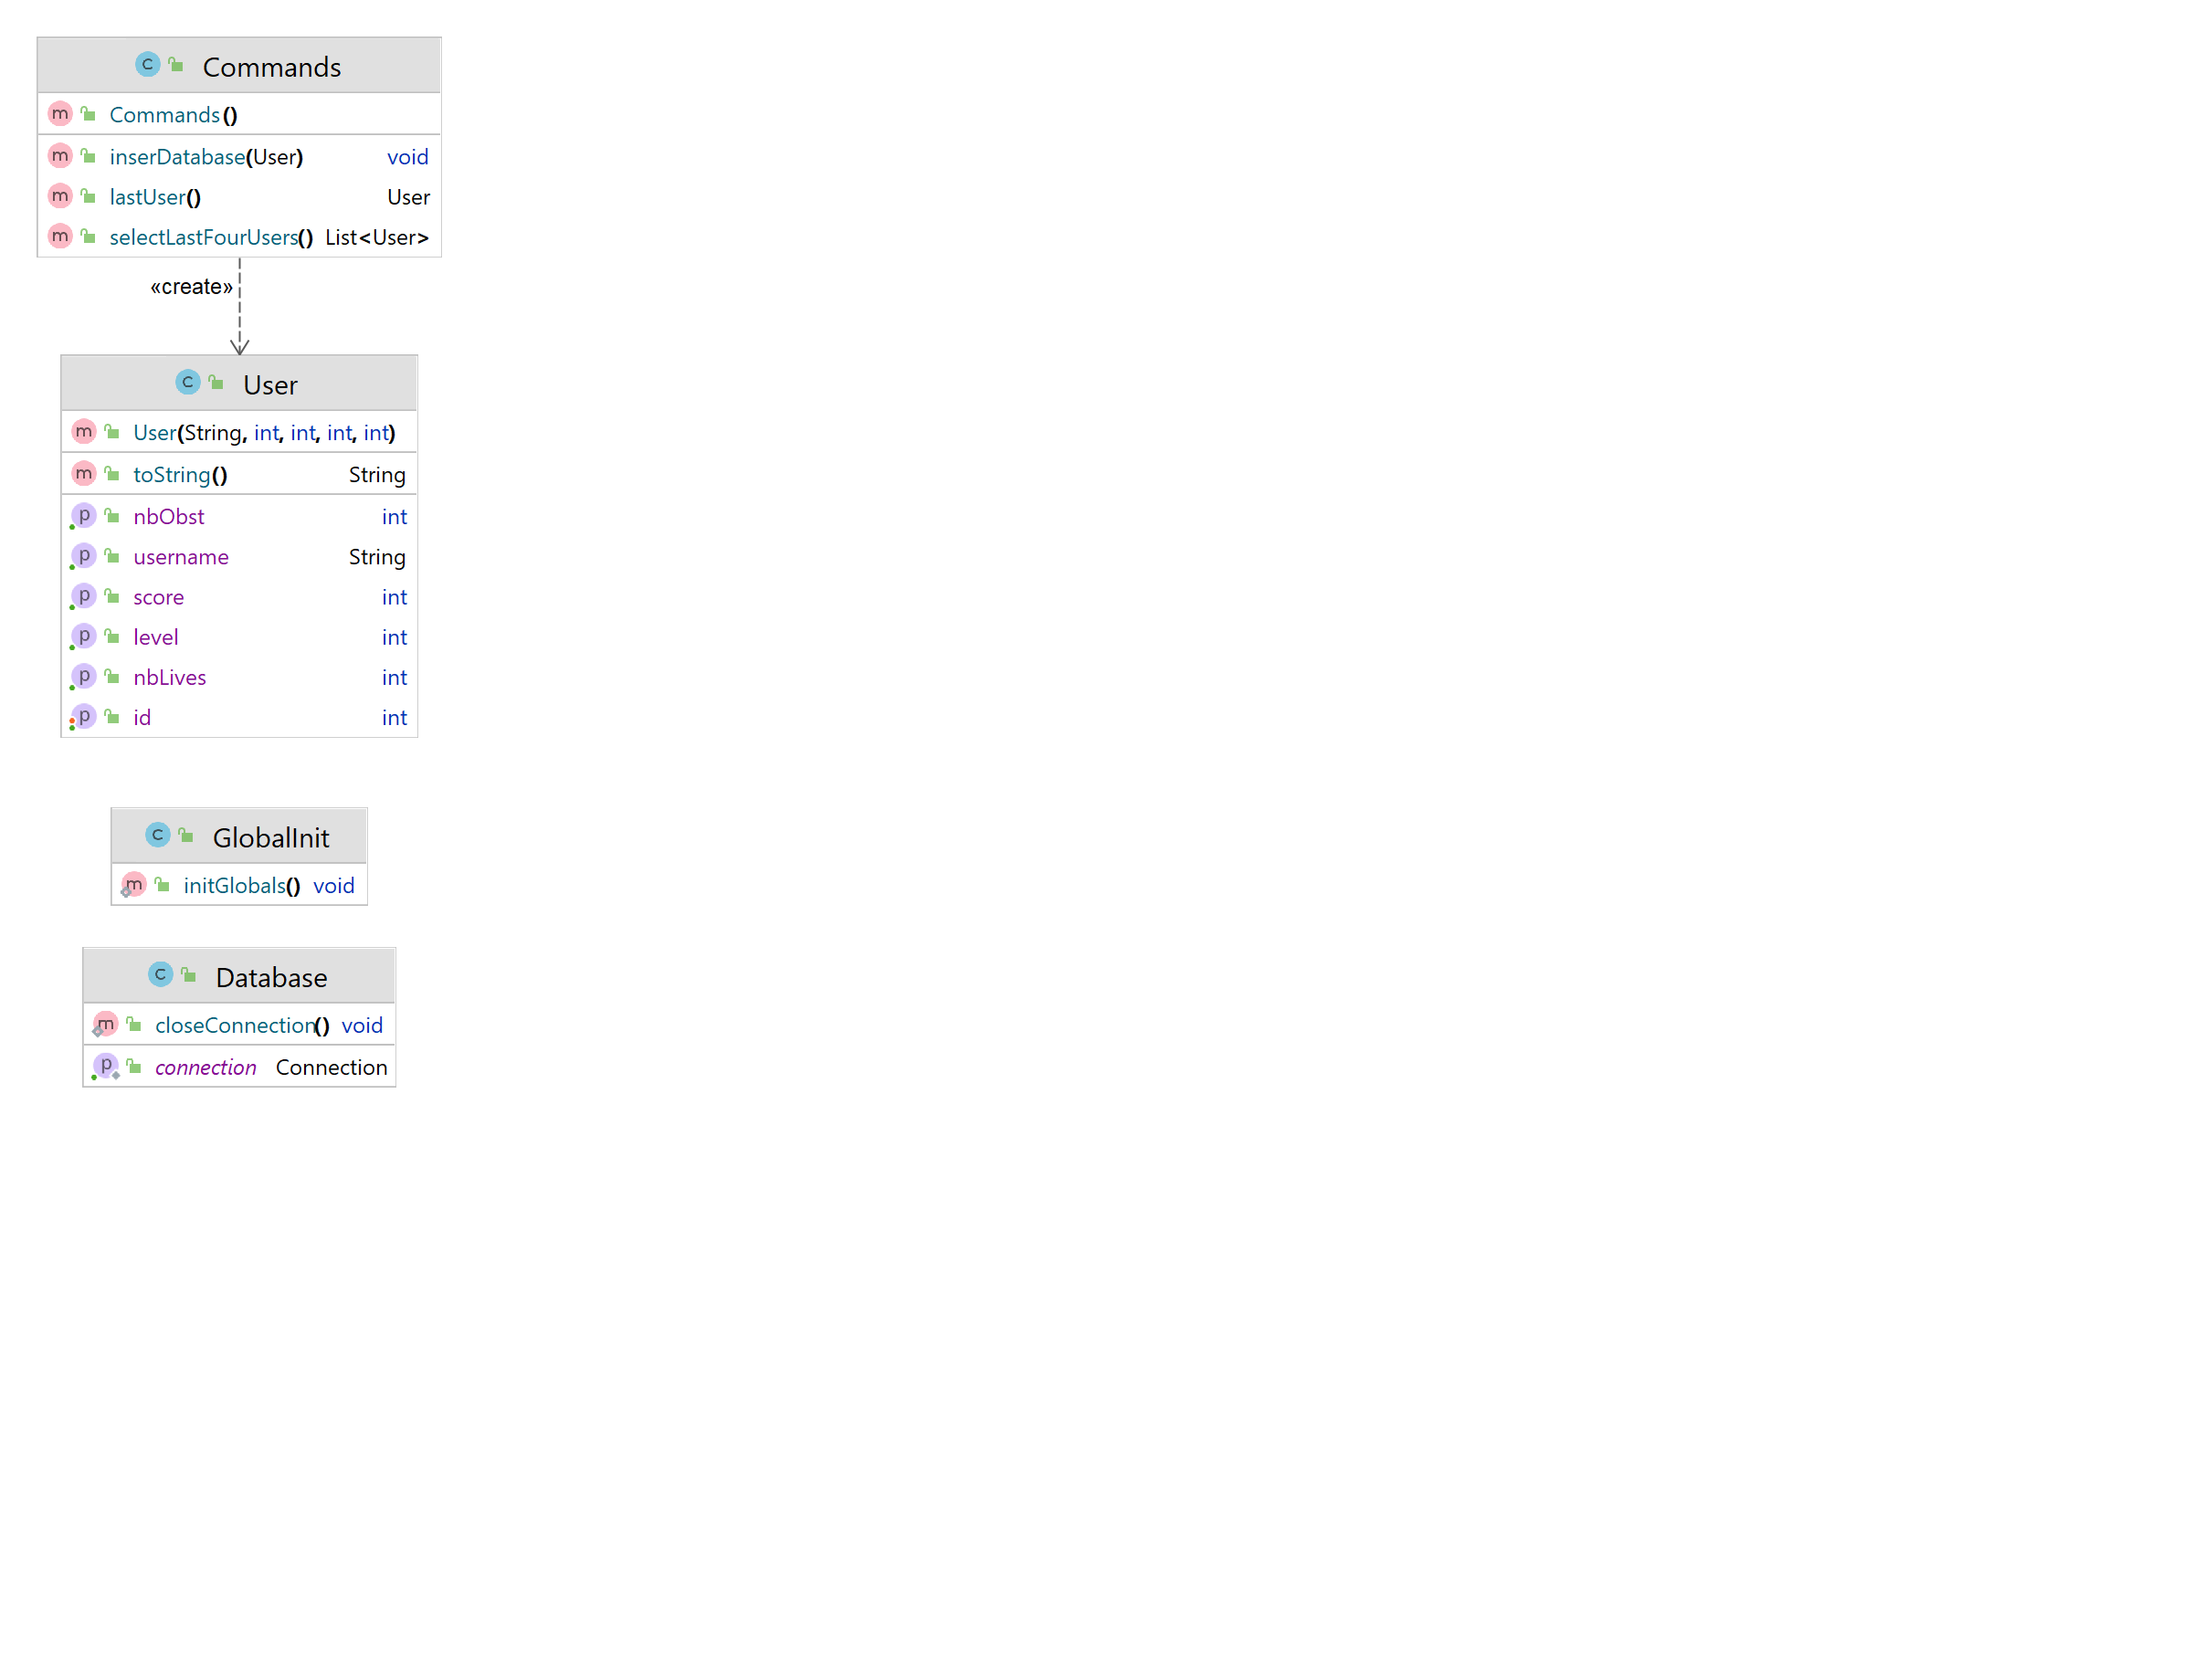 Commands
Commands()
inserDatabase(User) void
lastUser() User
selectLastFourUsers() List<User>
«create»
User
User(String, int, int, int, int)
toString() String
nbObst int
username String
score int
level int
nbLives int
id int
GlobalInit
initGlobals() void
Database
closeConnection() void
connection Connection